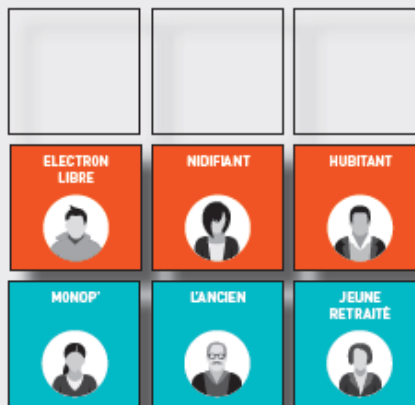 ELECTRON
LIBRE
NIDIFIANT
HUBITANT
MONOP'
L'ANCIEN
JEUNE
RETRAITÉ